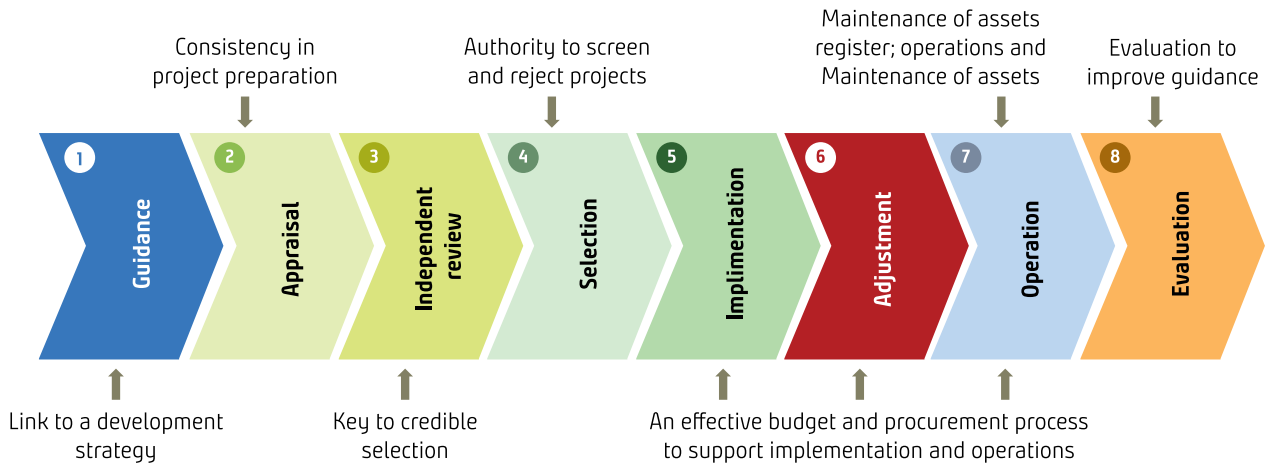 Consistency in
project preparation
Authority to screen
and reject projects
Maintenance of assets
register; operations and
Maintenance of assets
Evaluation to
improve guidance
1
Guidance
2
Appraisal
3
Independent
review
4
Selection
5
Implimentation
6
Adjustment
7
Operation
8
Evaluation
Link to a development
strategy
Key to credible
selection
An effective budget and procurement process
to support implementation and operations